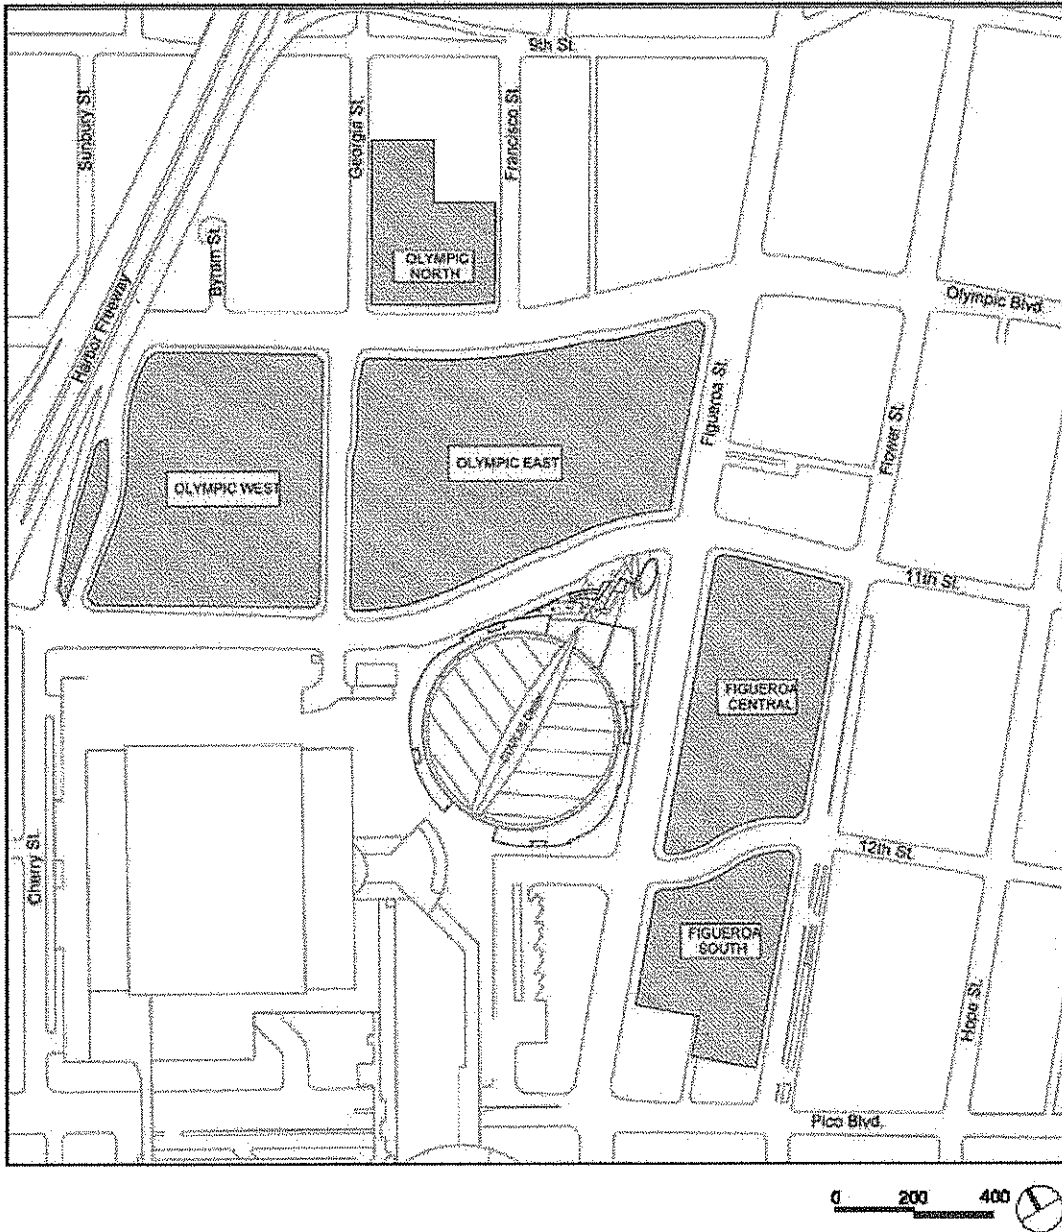 9th St.
Sunbury St.
Georgia St.
Francisco St.
Byram St.
OLYMPIC
NORTH
Harbor Freeway
Olympic Blvd.
Figueroa St.
Flower St.
OLYMPIC WEST
OLYMPIC EAST
11th St.
FIGUEROA
CENTRAL
STAPLES Center
12th St.
Cherry St.
FIGUEROA
SOUTH
Hope St.
Pico Blvd.
0 200 400